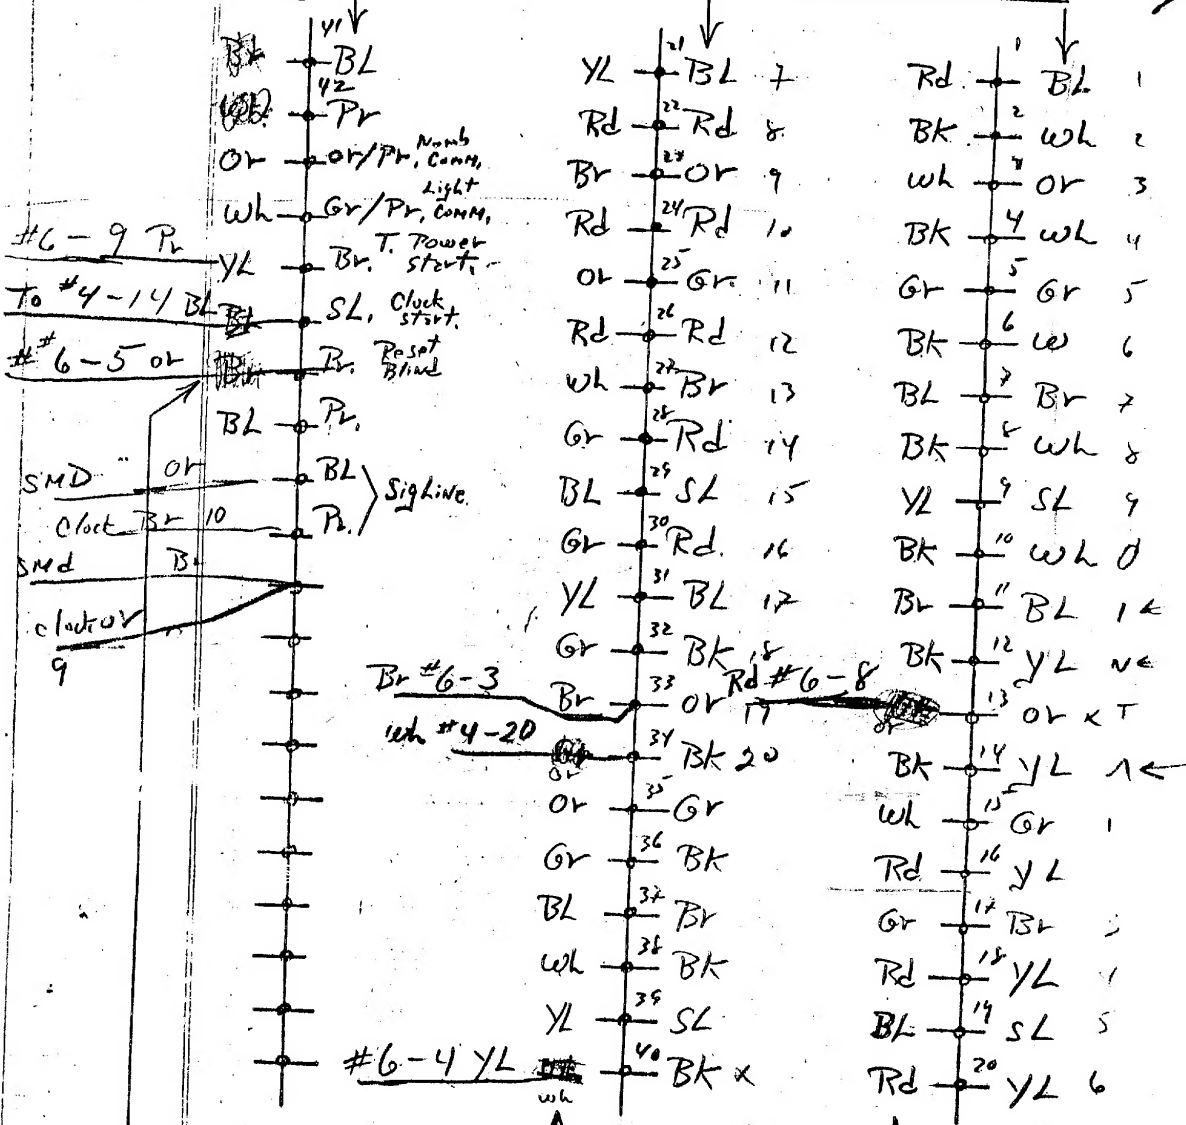 41
BL
42
Pr
Or or/Pr, Numb Comm,
Wh Gr/Pr, Light Comm,
#6-9 Pr YL Br. T. Power start,
To #4-14 BL SL, Clock start,
##6-5 or Br. Reset Blind
BL Pr,
SMD or BL
SigLine
Clock Br 10 Pr.
SMd Br
clock or
9
YL 21 BL 7
Rd 22 Rd 8
Br 23 Or 9
Rd 24 Rd 10
Or 25 Gr 11
Rd 26 Rd 12
Wh 27 Br 13
Gr 28 Rd 14
BL 29 SL 15
Gr 30 Rd. 16
YL 31 BL 17
Gr 32 BK 18
Br #6-3 Br 33 Or 19
Wh #4-20 Or 34 BK 20
Or 35 Gr
Gr 36 BK
BL 37 Br
Wh 38 BK
YL 39 SL
#6-4 YL wh 40 BK x
Rd 1 BL 1
BK 2 Wh 2
Wh 3 Or 3
BK 4 Wh 4
Gr 5 Gr 5
BK 6 W 6
BL 7 Br 7
BK 8 Wh 8
YL 9 SL 9
BK 10 Wh 0
Br 11 BL 1
BK 12 YL N
Rd #6-8 or 13 Or x T
BK 14 YL
Wh 15 Gr 1
Rd 16 YL
Gr 17 Br
Rd 18 YL
BL 19 SL 5
Rd 20 YL 6